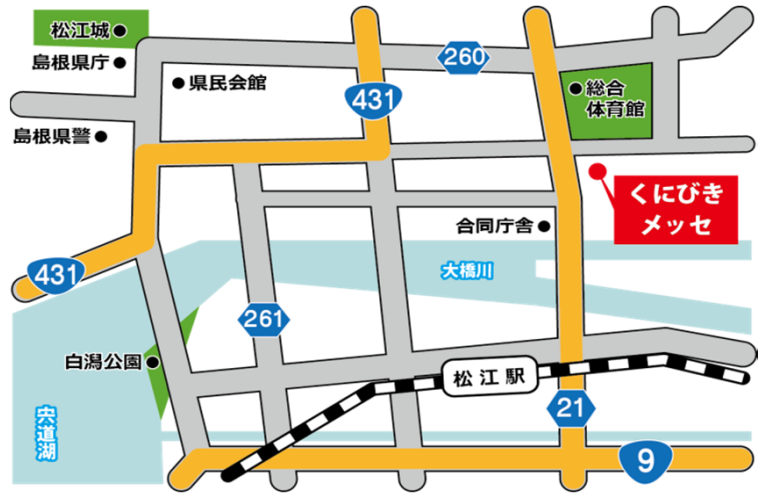 松江城
島根県庁
県民会館
260
431
総合
体育館
島根県警
くにびき
メッセ
合同庁舎
431
大橋川
261
白潟公園
松江駅
21
宍道湖
9